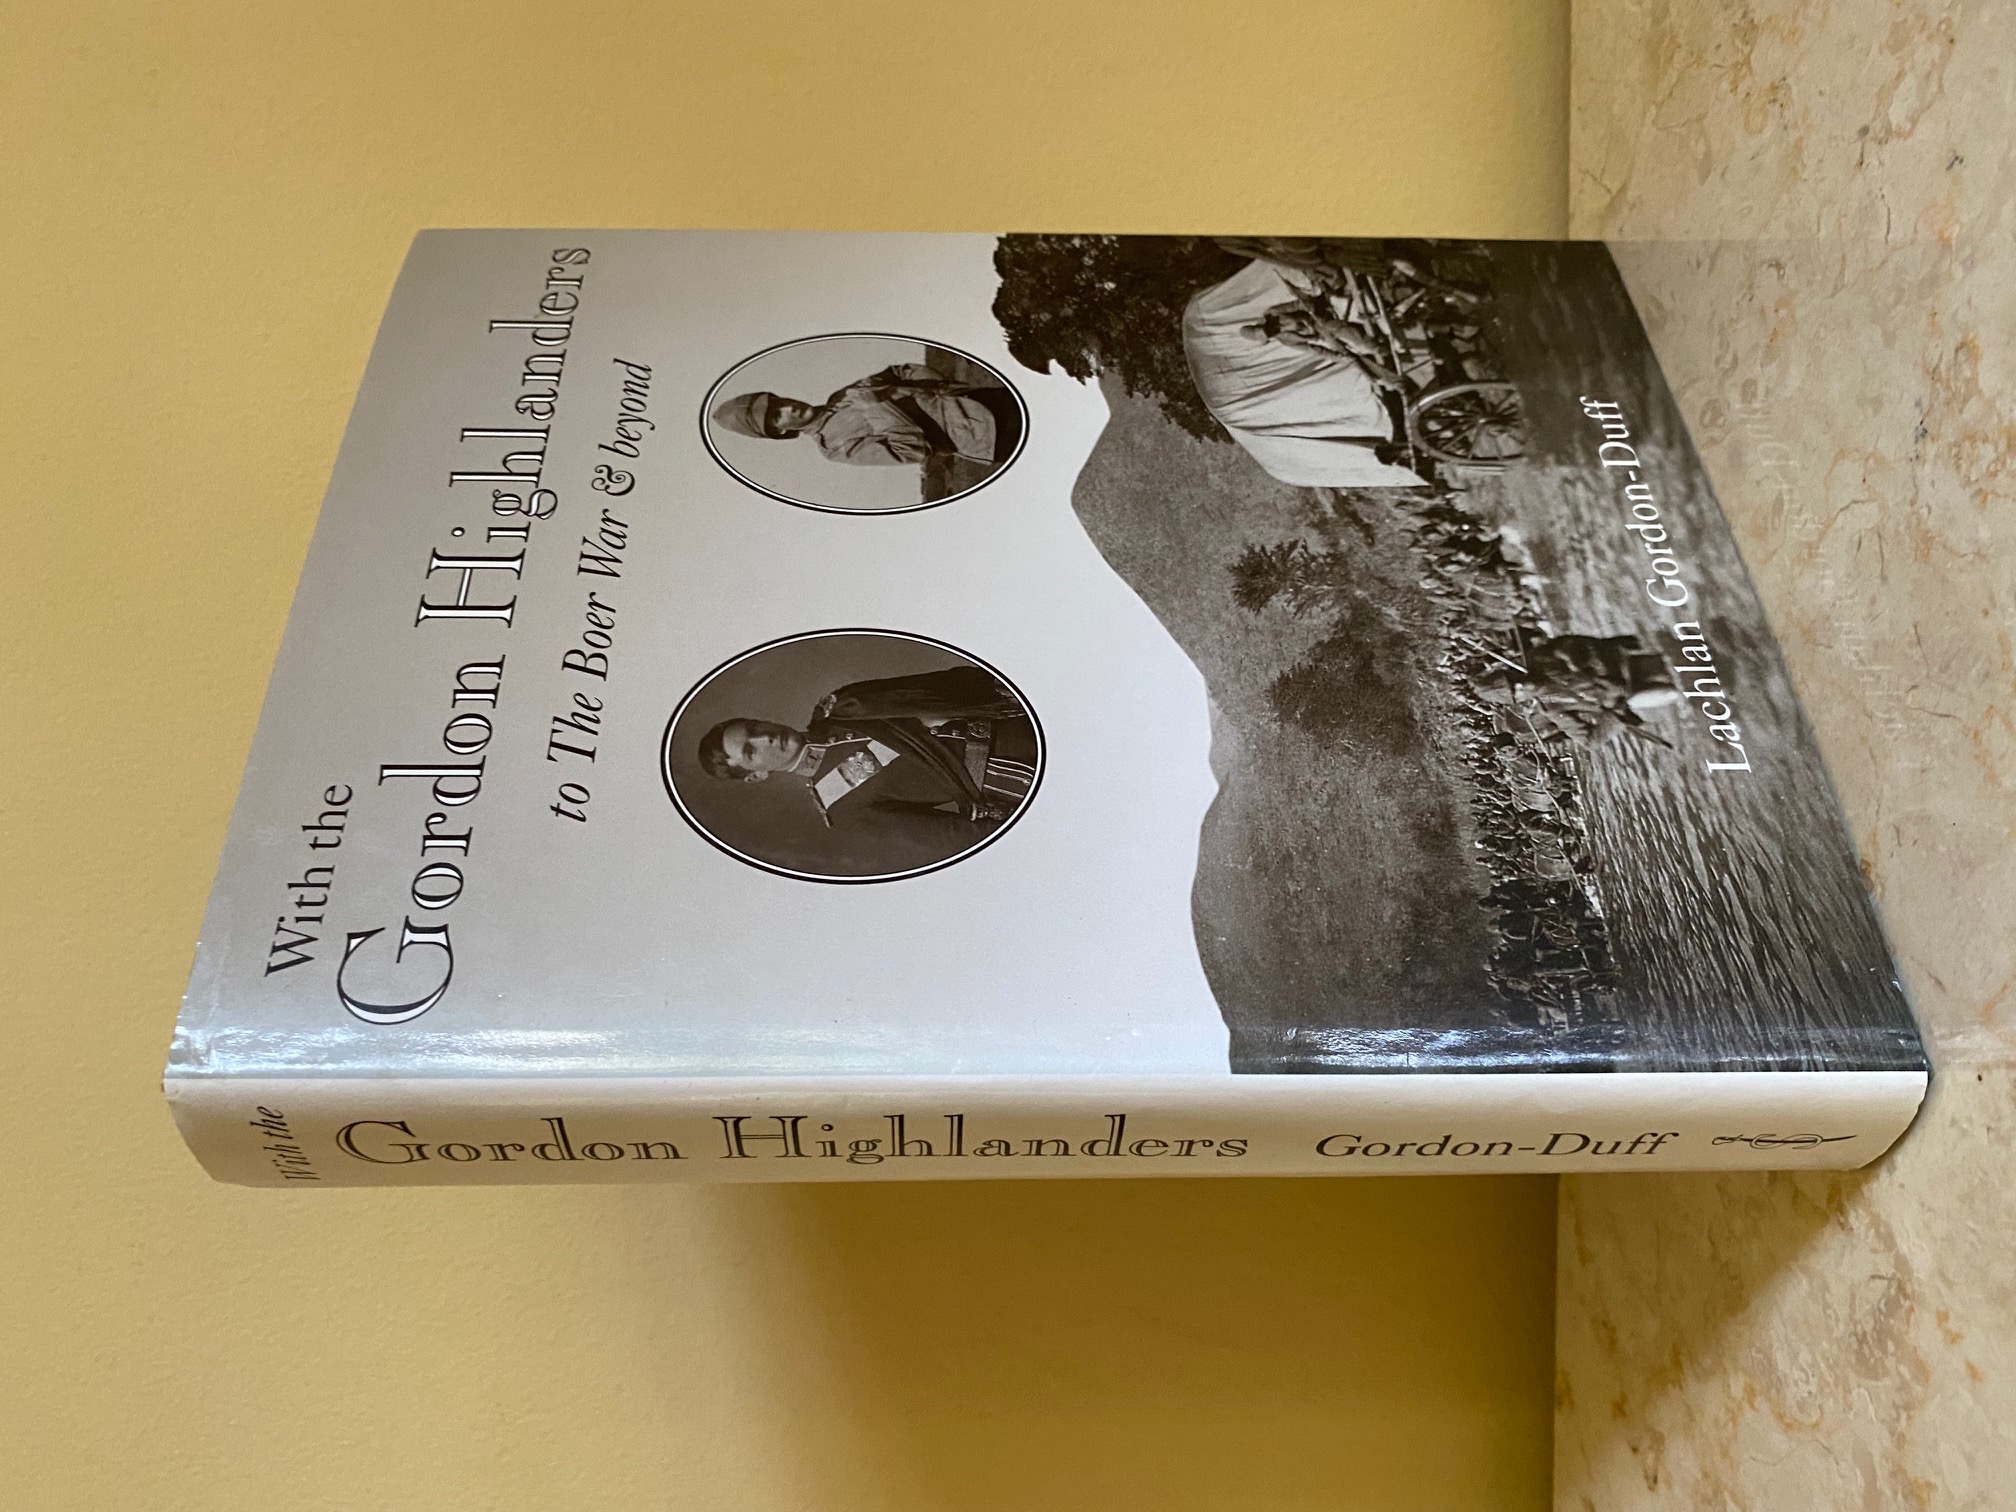 With the
Gordon Highlanders
to The Boer War & beyond
Lachlan Gordon-Duff
With the
Gordon Highlanders
Gordon-Duff